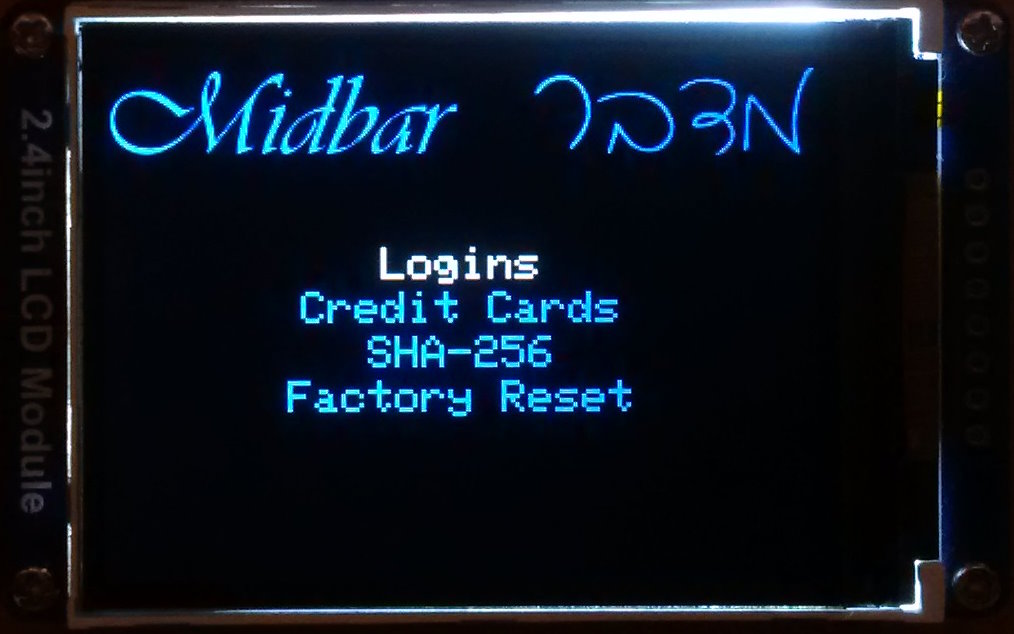 Midbar מדבר
Logins
Credit Cards
SHA-256
Factory Reset
2.4inch LCD Module